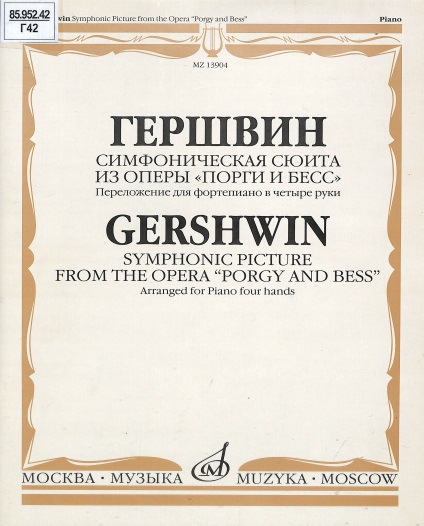 85.952.42
Г42
win Symphonic Picture from the Opera "Porgy and Bess"
Piano
MZ 13904
ГЕРШВИН
СИМФОНИЧЕСКАЯ СЮИТА
ИЗ ОПЕРЫ «ПОРГИ И БЕСС»
Переложение для фортепиано в четыре руки
GERSHWIN
SYMPHONIC PICTURE
FROM THE OPERA “PORGY AND BESS”
Arranged for Piano four hands
МОСКВА · МУЗЫКА
MUZYKA · MOSCOW